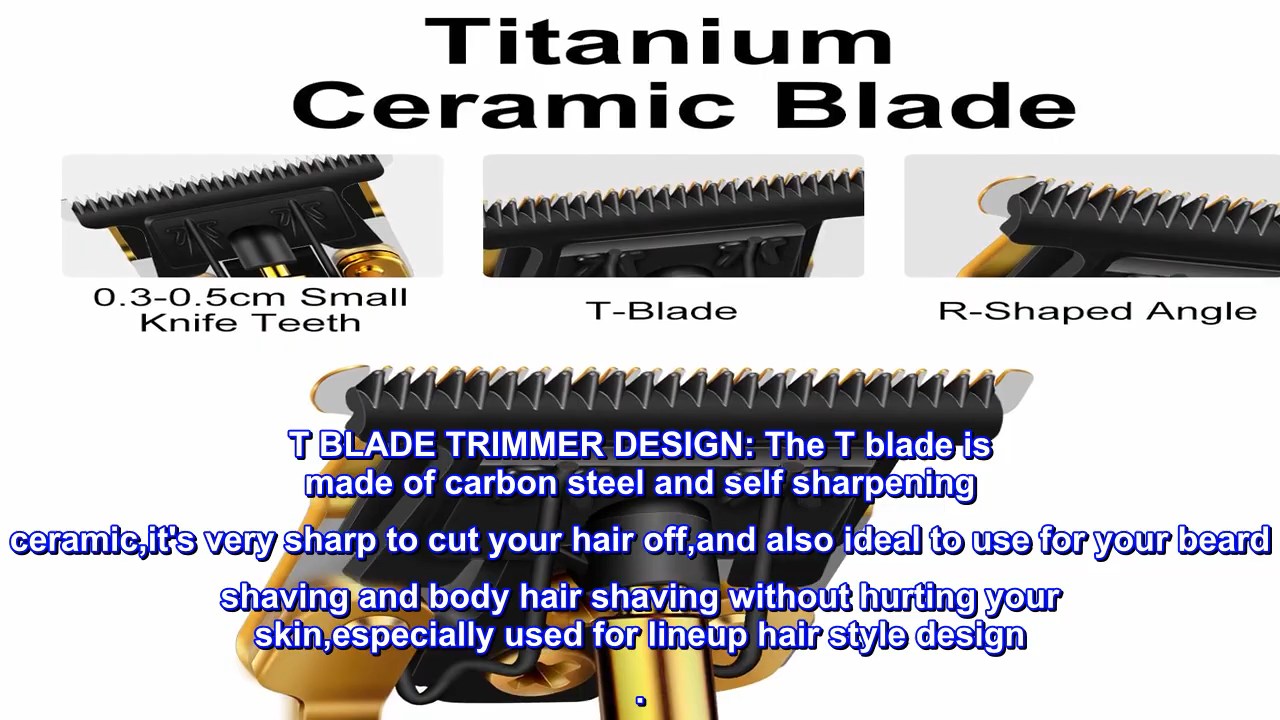 Titanium
Ceramic Blade
0.3-0.5cm Small
Knife Teeth
T-Blade
R-Shaped Angle
T BLADE TRIMMER DESIGN: The T blade is
made of carbon steel and self sharpening
ceramic,it's very sharp to cut your hair off,and also ideal to use for your beard
shaving and body hair shaving without hurting your
skin,especially used for lineup hair style design
.